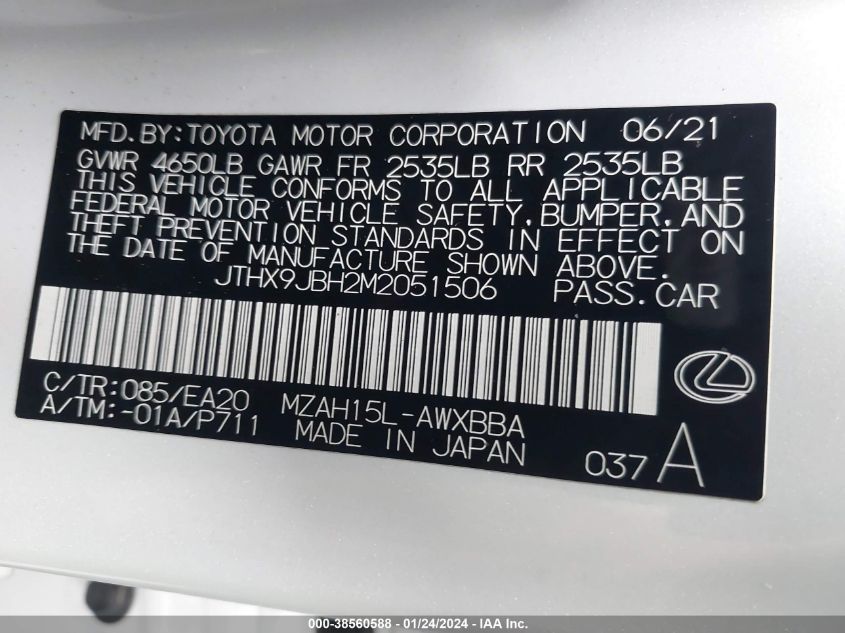 MFD.BY:TOYOTA MOTOR CORPORATION 06/21
GVWR 4650LB GAWR FR 2535LB RR 2535LB
THIS VEHICLE CONFORMS TO ALL APPLICABLE
FEDERAL MOTOR VEHICLE SAFETY,BUMPER,AND
THEFT PREVENTION STANDARDS IN EFFECT ON
THE DATE OF MANUFACTURE SHOWN ABOVE.
JTHX9JBH2M2051506 PASS.CAR
C/TR:085/EA20 MZAH15L-AWXBBA
A/TM:-01A/P711 MADE IN JAPAN 037 A
000-38560588 - 01/24/2024 - IAA Inc.